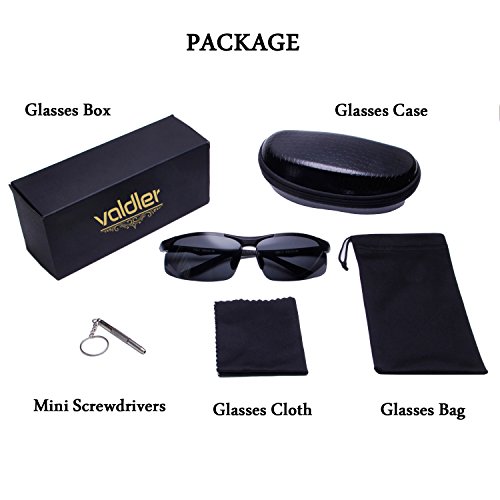 PACKAGE
Glasses Box
Glasses Case
valdler
Mini Screwdrivers
Glasses Cloth
Glasses Bag